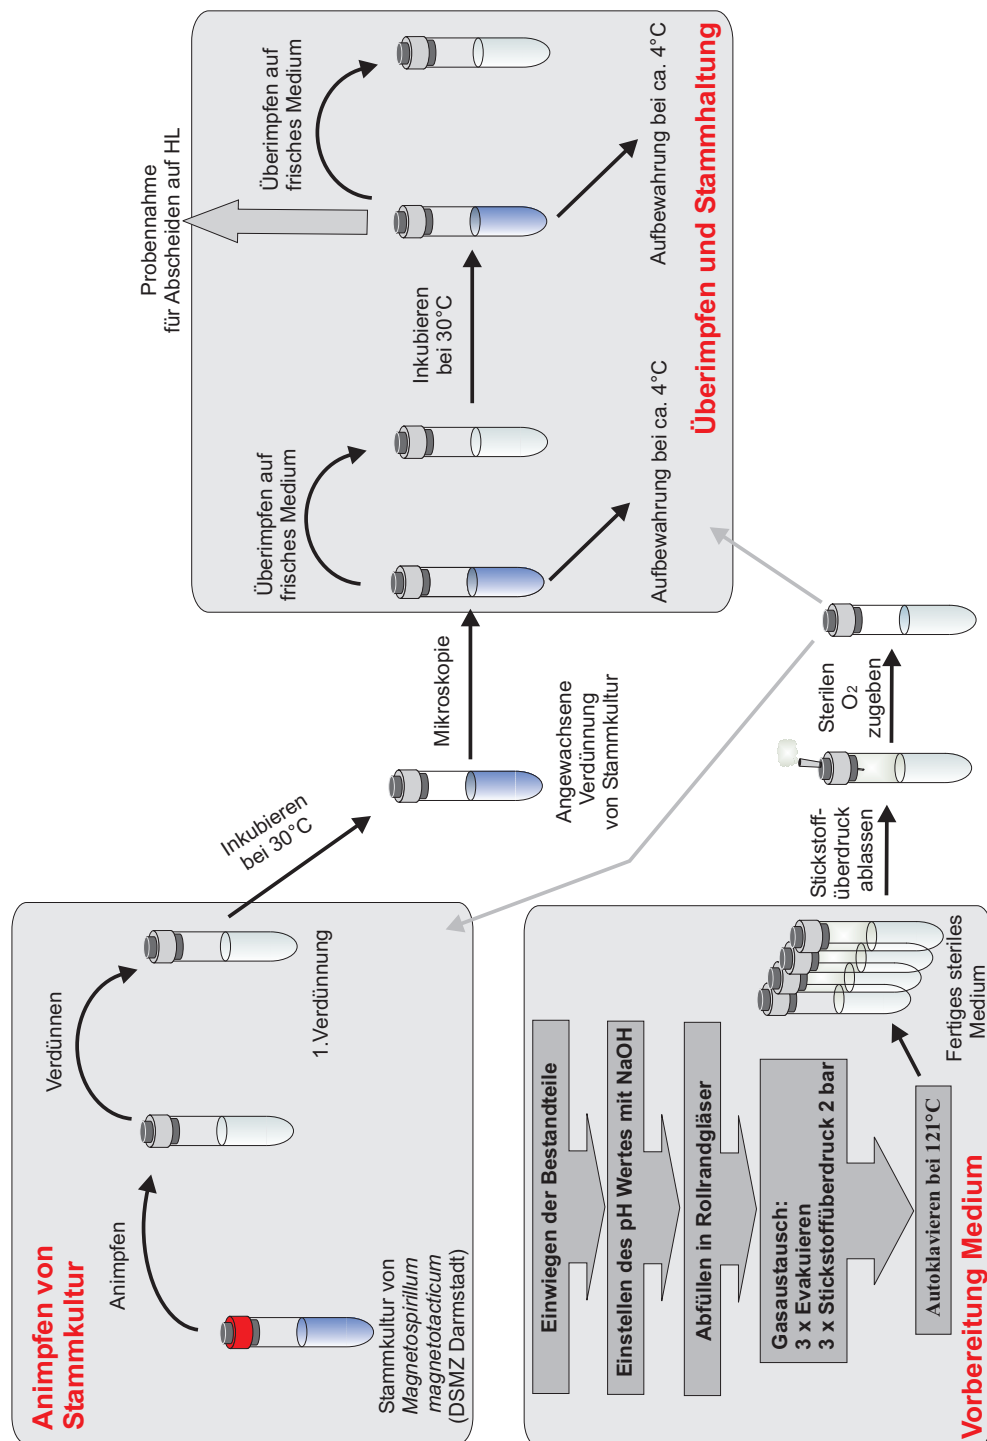 Animpfen von
Stammkultur
Animpfen
Verdünnen
Stammkultur von
Magnetospirillum
magnetotacticum
(DSMZ Darmstadt)
1.Verdünnung
Inkubieren
bei 30°C
Angewachsene
Verdünnung
von Stammkultur
Mikroskopie
Überimpfen auf
frisches Medium
Aufbewahrung bei ca. 4°C
Inkubieren
bei 30°C
Probennahme
für Abscheiden auf HL
Überimpfen auf
frisches Medium
Aufbewahrung bei ca. 4°C
Überimpfen und Stammhaltung
Einwiegen der Bestandteile
Einstellen des pH Wertes mit NaOH
Abfüllen in Rollrandgläser
Gasaustausch:
3 x Evakuieren
3 x Stickstoffüberdruck 2 bar
Autoklavieren bei 121°C
Vorbereitung Medium
Fertiges steriles
Medium
Stickstoff-
überdruck
ablassen
Sterilen
O2
zugeben